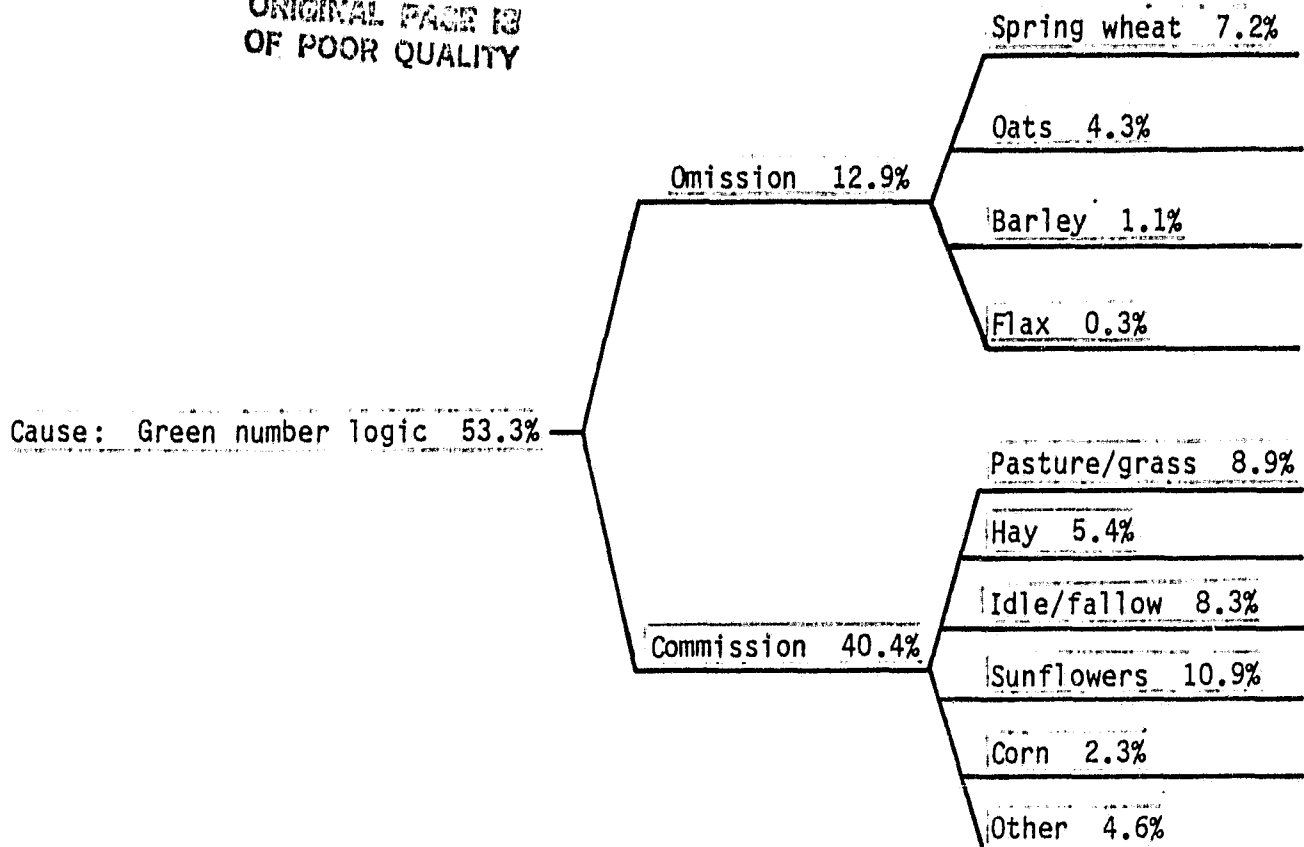 ORIGINAL PAGE IS
OF POOR QUALITY
Spring wheat 7.2%
Oats 4.3%
Omission 12.9%
Barley 1.1%
Flax 0.3%
Cause: Green number logic 53.3%
Pasture/grass 8.9%
Hay 5.4%
Idle/fallow 8.3%
Commission 40.4%
Sunflowers 10.9%
Corn 2.3%
Other 4.6%